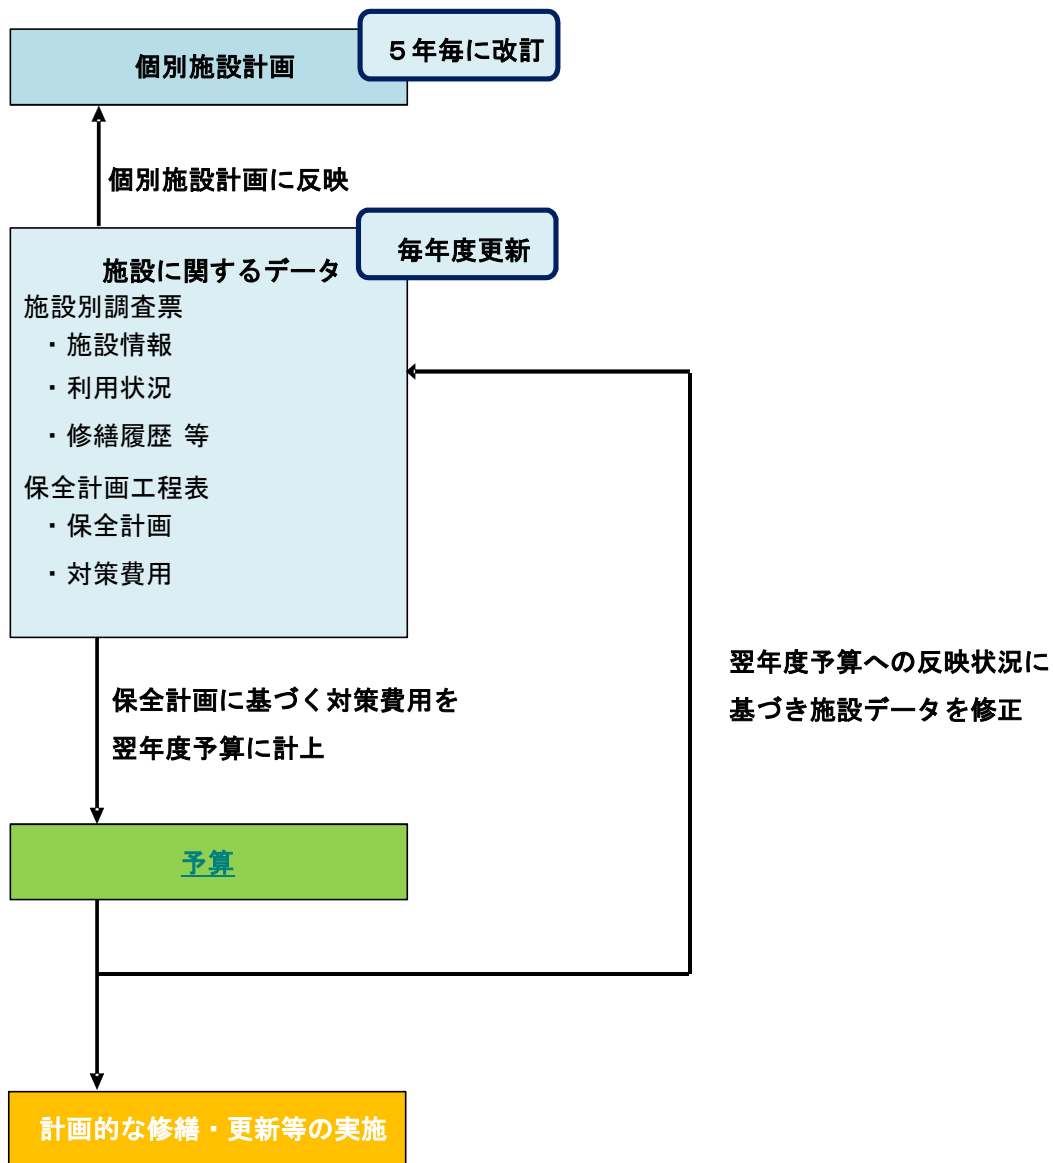 ５年毎に改訂
個別施設計画
個別施設計画に反映
毎年度更新
施設に関するデータ
施設別調査票
・施設情報
・利用状況
・修繕履歴 等
保全計画工程表
・保全計画
・対策費用
翌年度予算への反映状況に
基づき施設データを修正
保全計画に基づく対策費用を
翌年度予算に計上
予算
計画的な修繕・更新等の実施